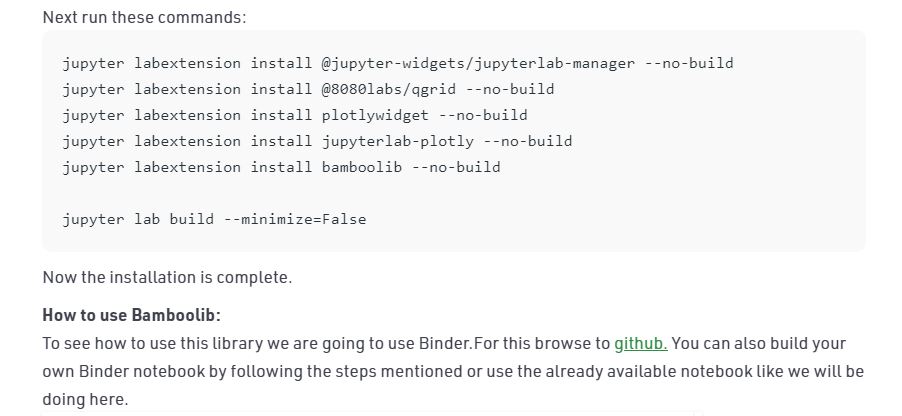 Next run these commands:
jupyter labextension install @jupyter-widgets/jupyterlab-manager --no-build
jupyter labextension install @8080labs/qgrid --no-build
jupyter labextension install plotlywidget --no-build
jupyter labextension install jupyterlab-plotly --no-build
jupyter labextension install bamboolib --no-build
jupyter lab build --minimize=False
Now the installation is complete.
How to use Bamboolib:
To see how to use this library we are going to use Binder.For this browse to github. You can also build your
own Binder notebook by following the steps mentioned or use the already available notebook like we will be
doing here.